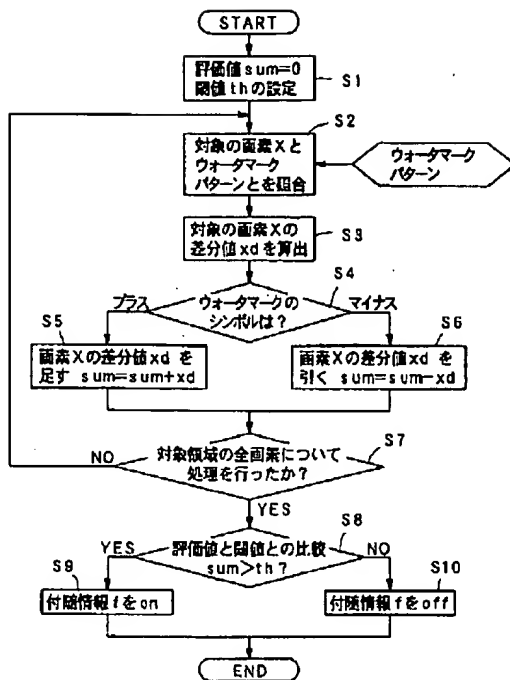 START
評価値sum=0
閾値thの設定
S1
S2
対象の画素Xと
ウォータマーク
パターンとを照合
ウォータマーク
パターン
対象の画素Xの
差分値xdを算出
S3
S4
プラス
ウォータマークの
シンボルは?
マイナス
S5
S6
画素Xの差分値xdを
足す sum=sum+xd
画素Xの差分値xdを
引く sum=sum-xd
S7
NO
対象領域の全画素について
処理を行ったか?
YES
S8
YES
評価値と閾値との比較
sum>th?
NO
S9
S10
付随情報fをon
付随情報fをoff
END